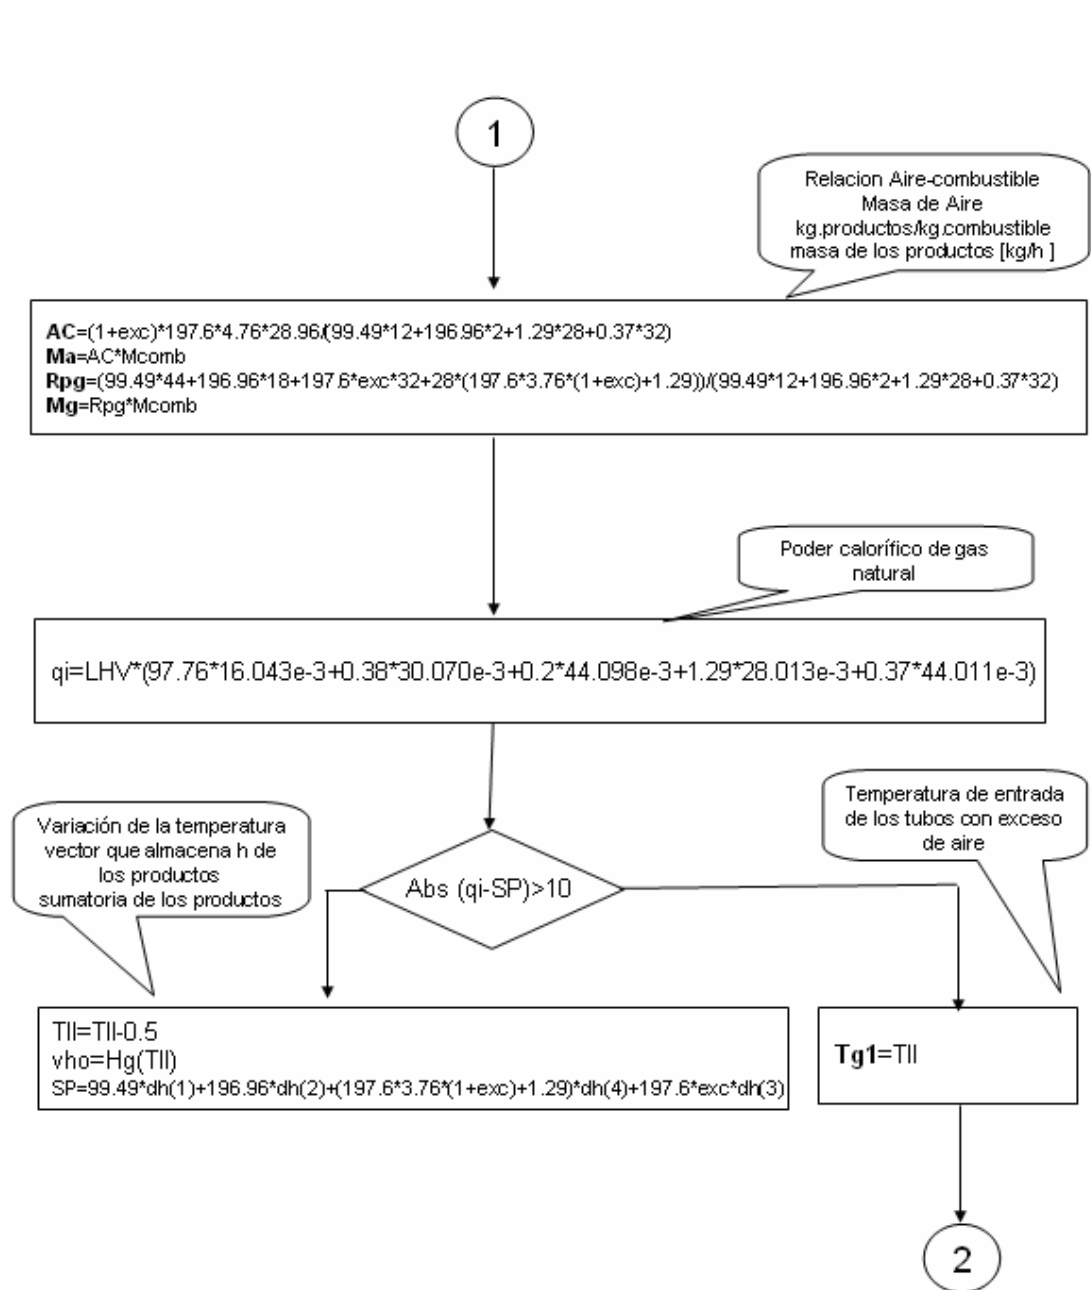 1
Relacion Aire-combustible
Masa de Aire
kg.productos/kg.combustible
masa de los productos [kg/h ]
AC=(1+exc)*197.6*4.76*28.96/(99.49*12+196.96*2+1.29*28+0.37*32)
Ma=AC*Mcomb
Rpg=(99.49*44+196.96*18+197.6*exc*32+28*(197.6*3.76*(1+exc)+1.29))/(99.49*12+196.96*2+1.29*28+0.37*32)
Mg=Rpg*Mcomb
Poder calorífico de gas
natural
qi=LHV*(97.76*16.043e-3+0.38*30.070e-3+0.2*44.098e-3+1.29*28.013e-3+0.37*44.011e-3)
Variación de la temperatura
vector que almacena h de
los productos
sumatoria de los productos
Temperatura de entrada
de los tubos con exceso
de aire
Abs (qi-SP)>10
Tll=Tll-0.5
vho=Hg(Tll)
SP=99.49*dh(1)+196.96*dh(2)+(197.6*3.76*(1+exc)+1.29)*dh(4)+197.6*exc*dh(3)
Tg1=Tll
2